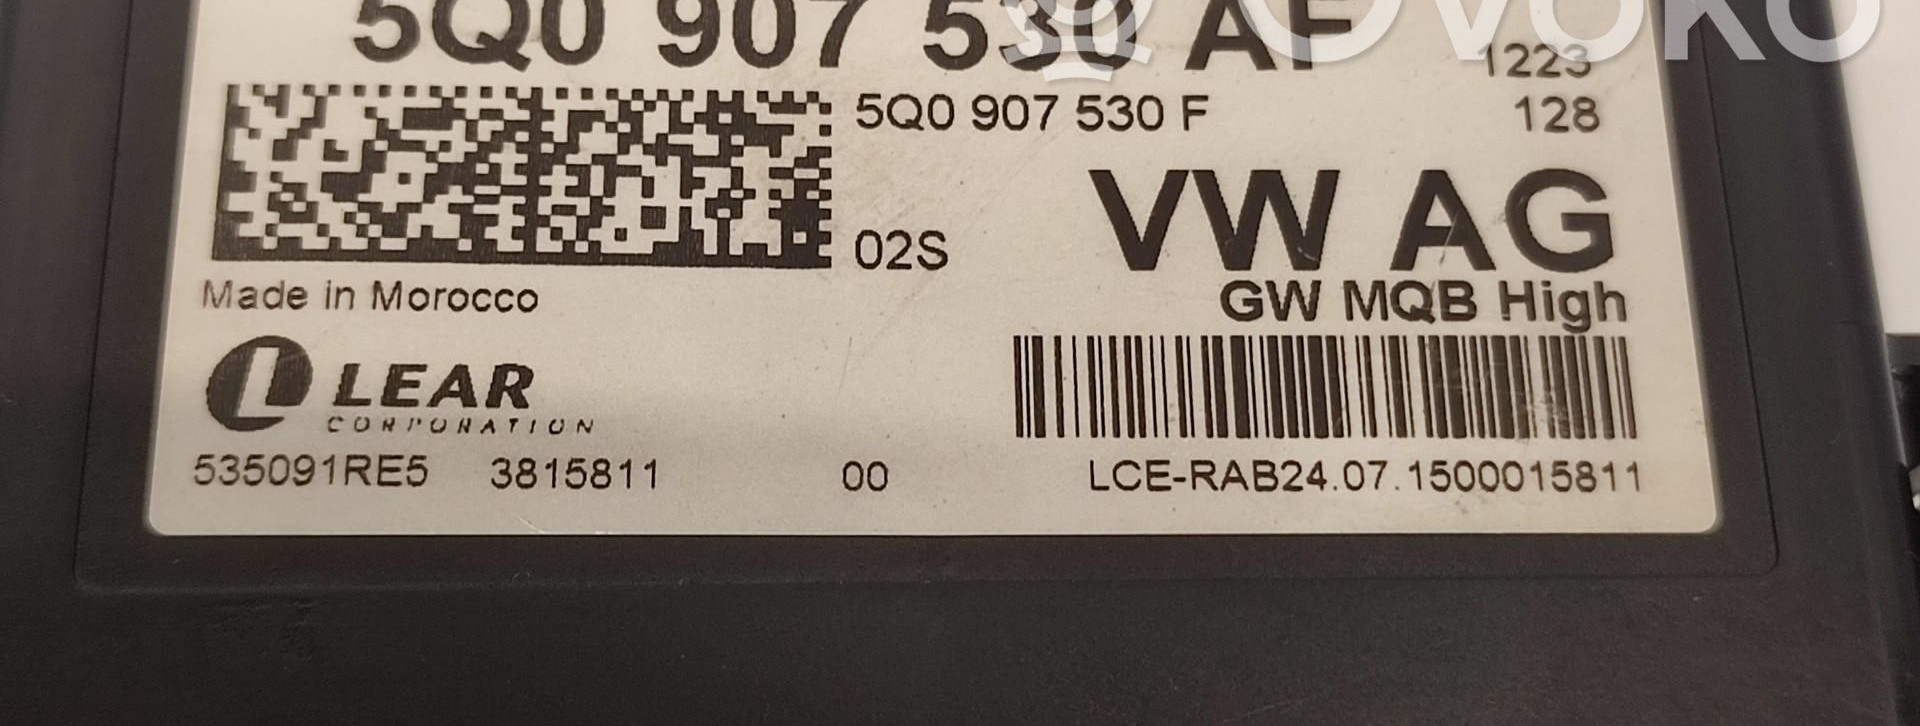 5Q0 907 530 AF
1223
OVOKO
5Q0 907 530 F
128
02S
VW AG
GW MQB High
Made in Morocco
LEAR
CORPORATION
535091RE5 3815811 00 LCE-RAB24.07.1500015811